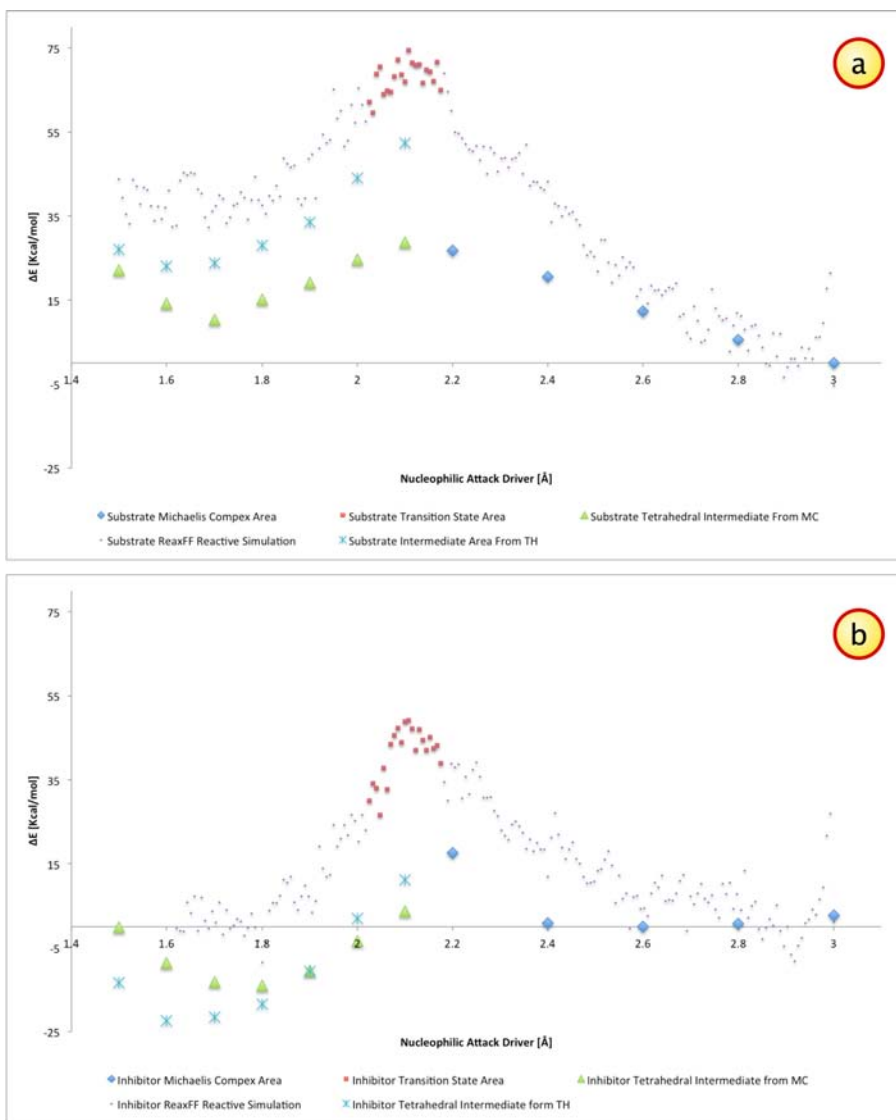 a
75
55
35
15
-5
-25
ΔE [Kcal/mol]
1.4 1.6 1.8 2 2.2 2.4 2.6 2.8 3
Nucleophilic Attack Driver [Å]
Substrate Michaelis Compex Area
Substrate Transition State Area
Substrate Tetrahedral Intermediate From MC
Substrate ReaxFF Reactive Simulation
Substrate Intermediate Area From TH
b
75
55
35
15
-5
-25
ΔE [Kcal/mol]
1.4 1.6 1.8 2 2.2 2.4 2.6 2.8 3
Nucleophilic Attack Driver [Å]
Inhibitor Michaelis Compex Area
Inhibitor Transition State Area
Inhibitor Tetrahedral Intermediate from MC
Inhibitor ReaxFF Reactive Simulation
Inhibitor Tetrahedral Intermediate form TH